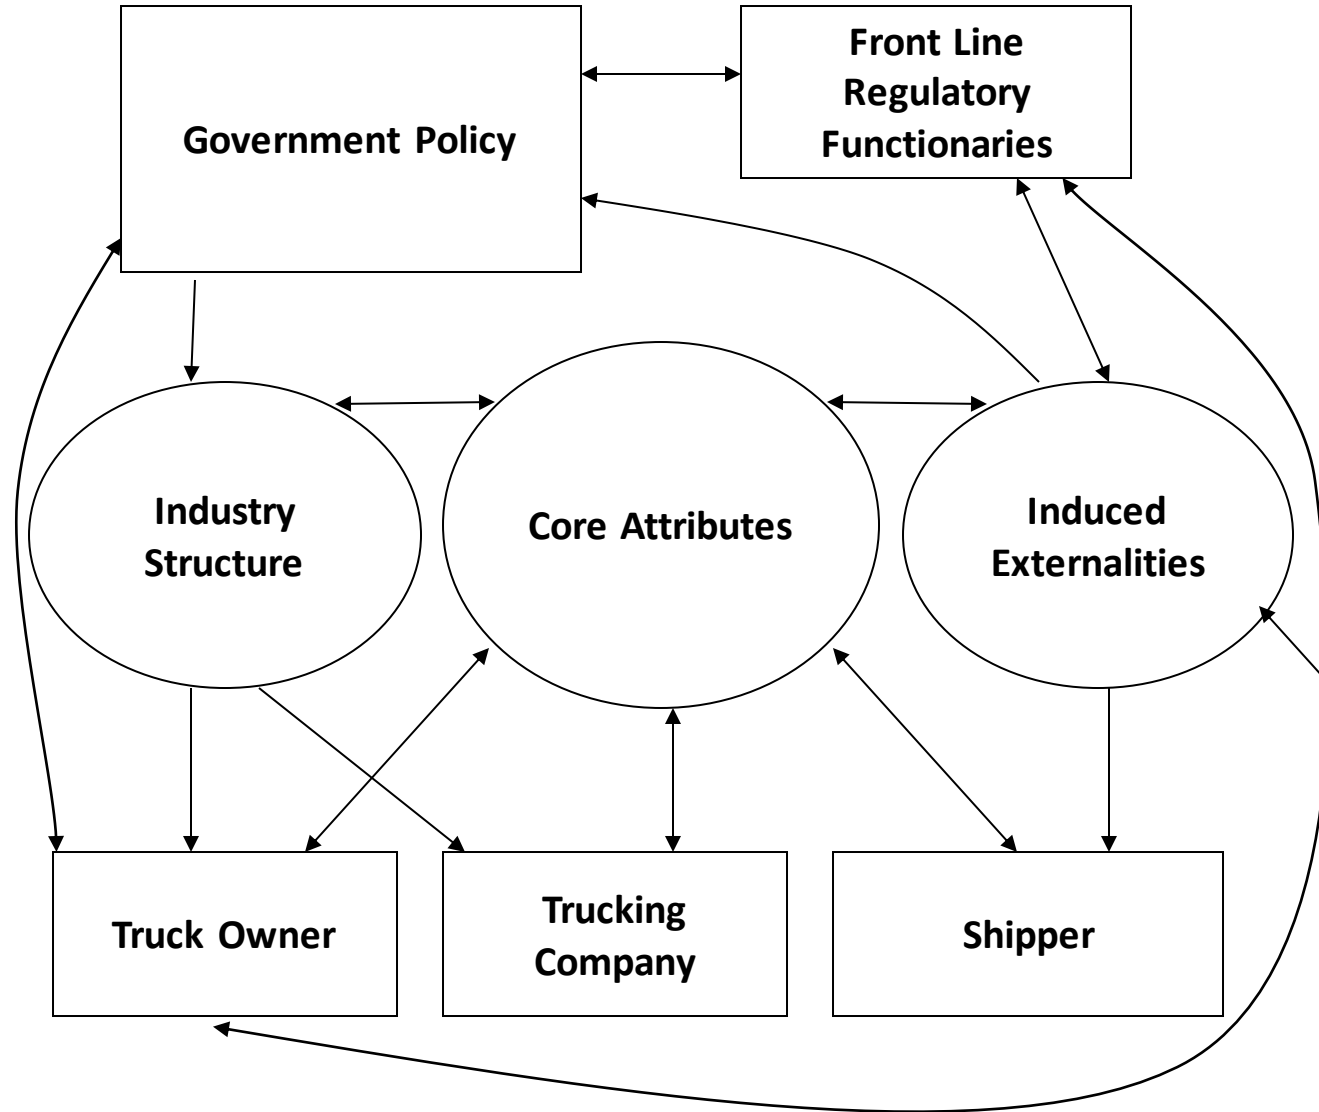 Government Policy
Front Line
Regulatory
Functionaries
Industry
Structure
Core Attributes
Induced
Externalities
Truck Owner
Trucking
Company
Shipper